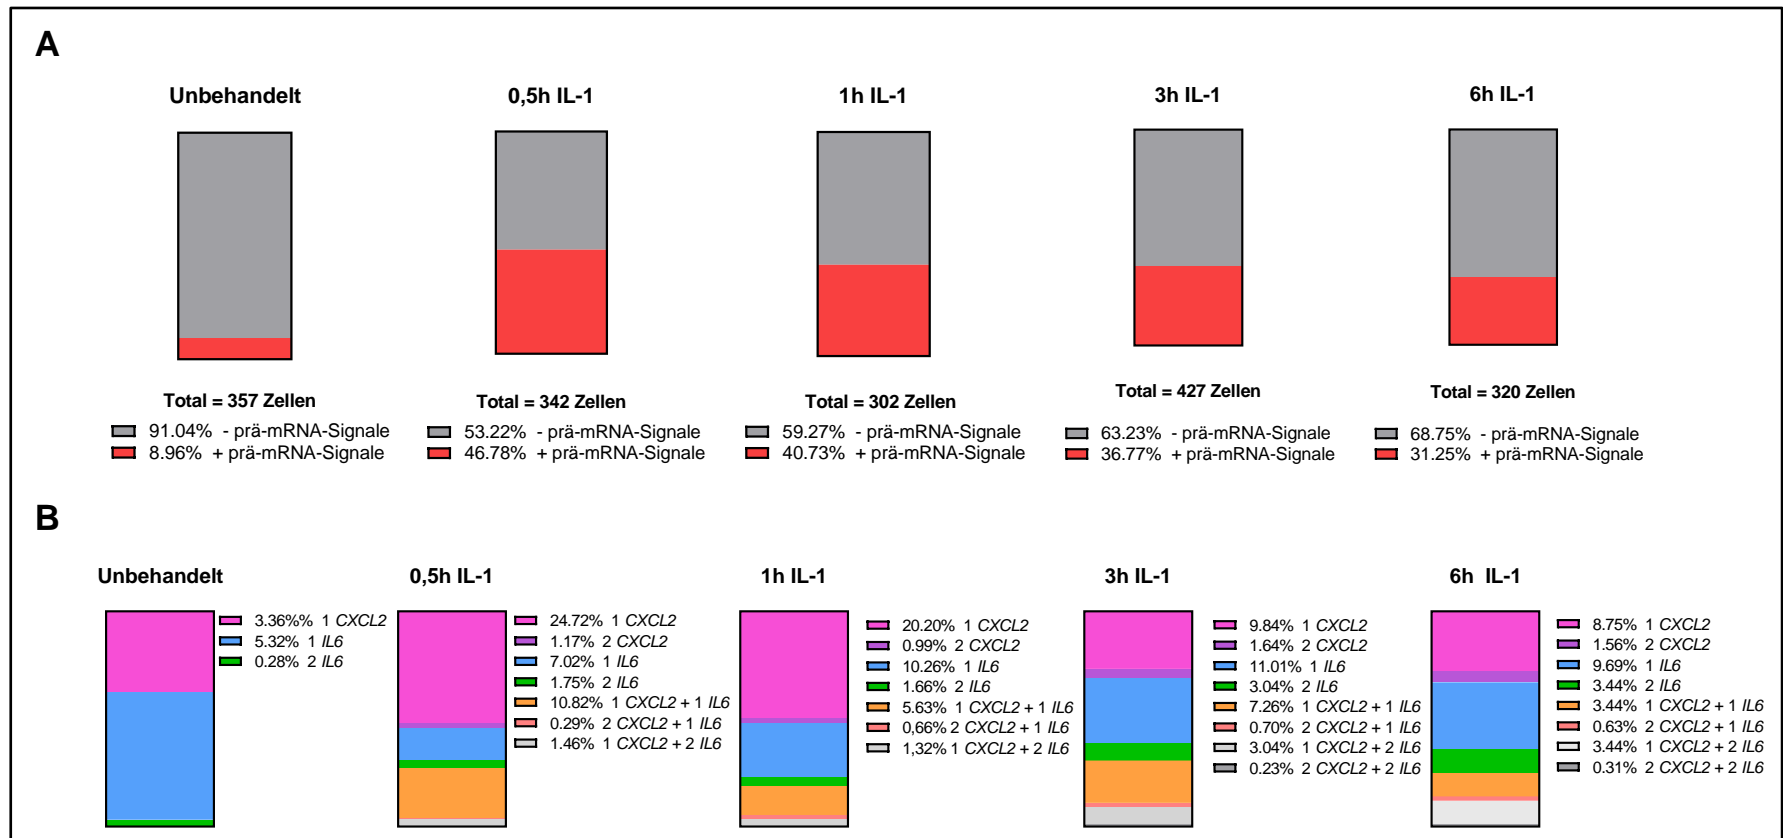 A
Unbehandelt
0,5h IL-1
1h IL-1
3h IL-1
6h IL-1
Total = 357 Zellen
91.04% - prä-mRNA-Signale
8.96% + prä-mRNA-Signale
Total = 342 Zellen
53.22% - prä-mRNA-Signale
46.78% + prä-mRNA-Signale
Total = 302 Zellen
59.27% - prä-mRNA-Signale
40.73% + prä-mRNA-Signale
Total = 427 Zellen
63.23% - prä-mRNA-Signale
36.77% + prä-mRNA-Signale
Total = 320 Zellen
68.75% - prä-mRNA-Signale
31.25% + prä-mRNA-Signale
B
Unbehandelt
3.36%% 1 CXCL2
5.32% 1 IL6
0.28% 2 IL6
0,5h IL-1
24.72% 1 CXCL2
1.17% 2 CXCL2
7.02% 1 IL6
1.75% 2 IL6
10.82% 1 CXCL2 + 1 IL6
0.29% 2 CXCL2 + 1 IL6
1.46% 1 CXCL2 + 2 IL6
1h IL-1
20.20% 1 CXCL2
0.99% 2 CXCL2
10.26% 1 IL6
1.66% 2 IL6
5.63% 1 CXCL2 + 1 IL6
0,66% 2 CXCL2 + 1 IL6
1,32% 1 CXCL2 + 2 IL6
3h IL-1
9.84% 1 CXCL2
1.64% 2 CXCL2
11.01% 1 IL6
3.04% 2 IL6
7.26% 1 CXCL2 + 1 IL6
0.70% 2 CXCL2 + 1 IL6
3.04% 1 CXCL2 + 2 IL6
0.23% 2 CXCL2 + 2 IL6
6h IL-1
8.75% 1 CXCL2
1.56% 2 CXCL2
9.69% 1 IL6
3.44% 2 IL6
3.44% 1 CXCL2 + 1 IL6
0.63% 2 CXCL2 + 1 IL6
3.44% 1 CXCL2 + 2 IL6
0.31% 2 CXCL2 + 2 IL6